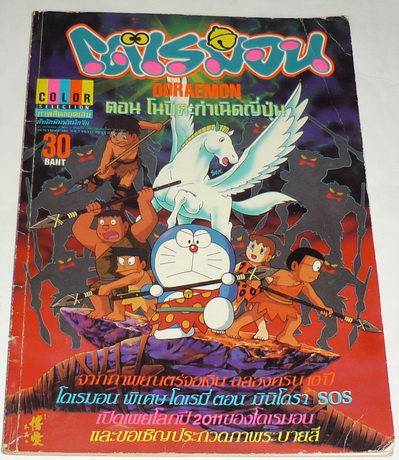 โดเรมอน
DORAEMON
ตอน โนบิตะกำเนิดญี่ปุ่น
COLOR
SELECTION
30
BAHT
จากภาพยนตร์จอเงิน ฉลองครบ 10 ปี
โดเรมอน พิเศษ โดเรมี ตอน มินิโดรา SOS
เปิดเผยโลกปี 2011 ของโดเรมอน
และขอเชิญประกวดภาพระบายสี